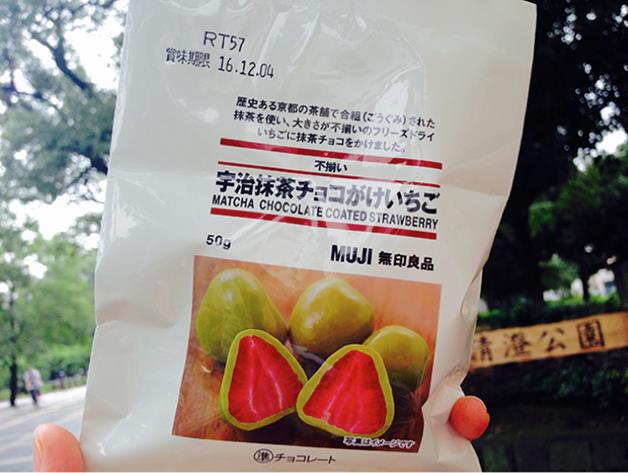 RT57
賞味期限 16.12.04
歴史ある京都の茶舗で合組(ごうぐみ)された
抹茶を使い、大きさが不揃いのフリーズドライ
いちごに抹茶チョコをかけました。
不揃い
宇治抹茶チョコがけいちご
MATCHA CHOCOLATE COATED STRAWBERRY
50g
MUJI 無印良品
清澄公園
写真はイメージです
準 チョコレート